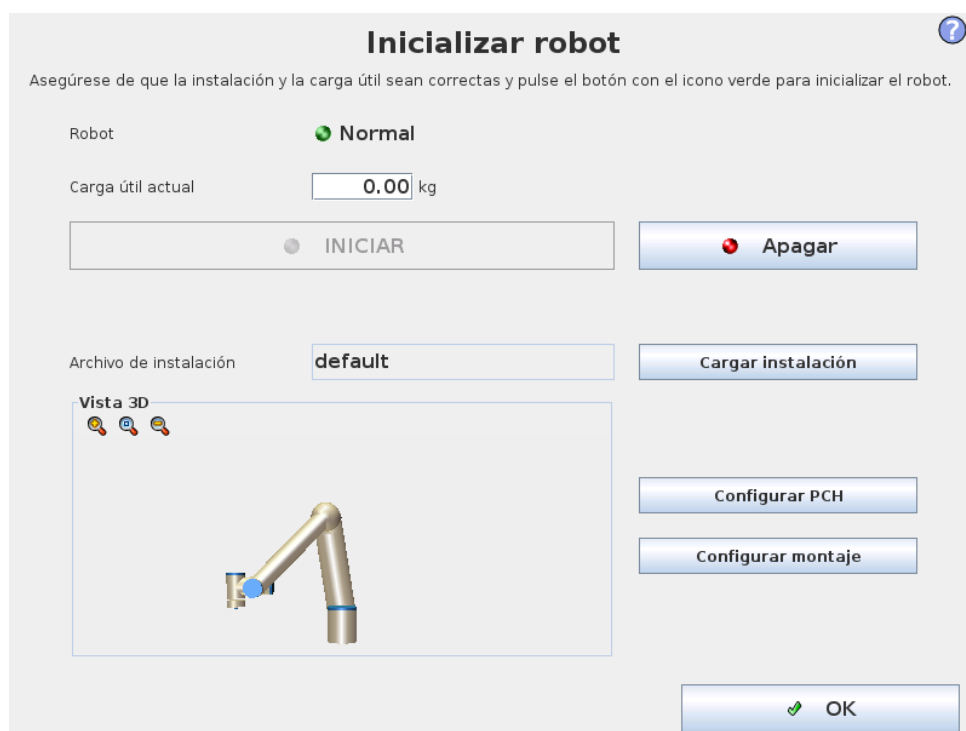 Inicializar robot
?
Asegúrese de que la instalación y la carga útil sean correctas y pulse el botón con el icono verde para inicializar el robot.
Robot Normal
Carga útil actual 0.00 kg
INICIAR Apagar
Archivo de instalación default Cargar instalación
Vista 3D
Configurar PCH
Configurar montaje
OK